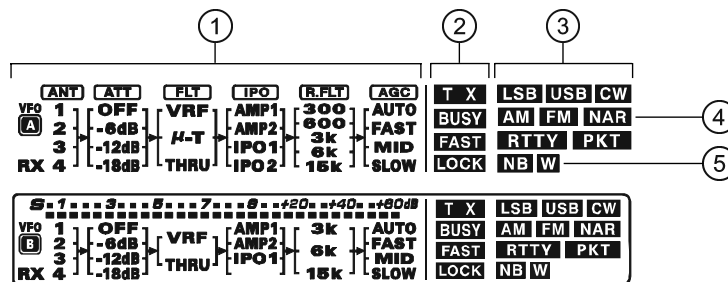 1 2 3
ANT ATT FLT IPO R.FLT AGC T X LSB USB CW
VFO 1 OFF VRF AMP1 300 AUTO BUSY AM FM NAR 4
A 2 -6dB μ-T AMP2 600 FAST FAST RTTY PKT
3 -12dB IPO1 3k MID LOCK NB W 5
RX 4 -18dB THRU IPO2 6k SLOW
15k
S 1 3 5 7 9 +20 +40 +60dB T X LSB USB CW
VFO 1 OFF VRF AMP1 3k AUTO BUSY AM FM NAR
B 2 -6dB AMP2 6k FAST FAST RTTY PKT
3 -12dB THRU IPO1 MID LOCK NB W
RX 4 -18dB 15k SLOW